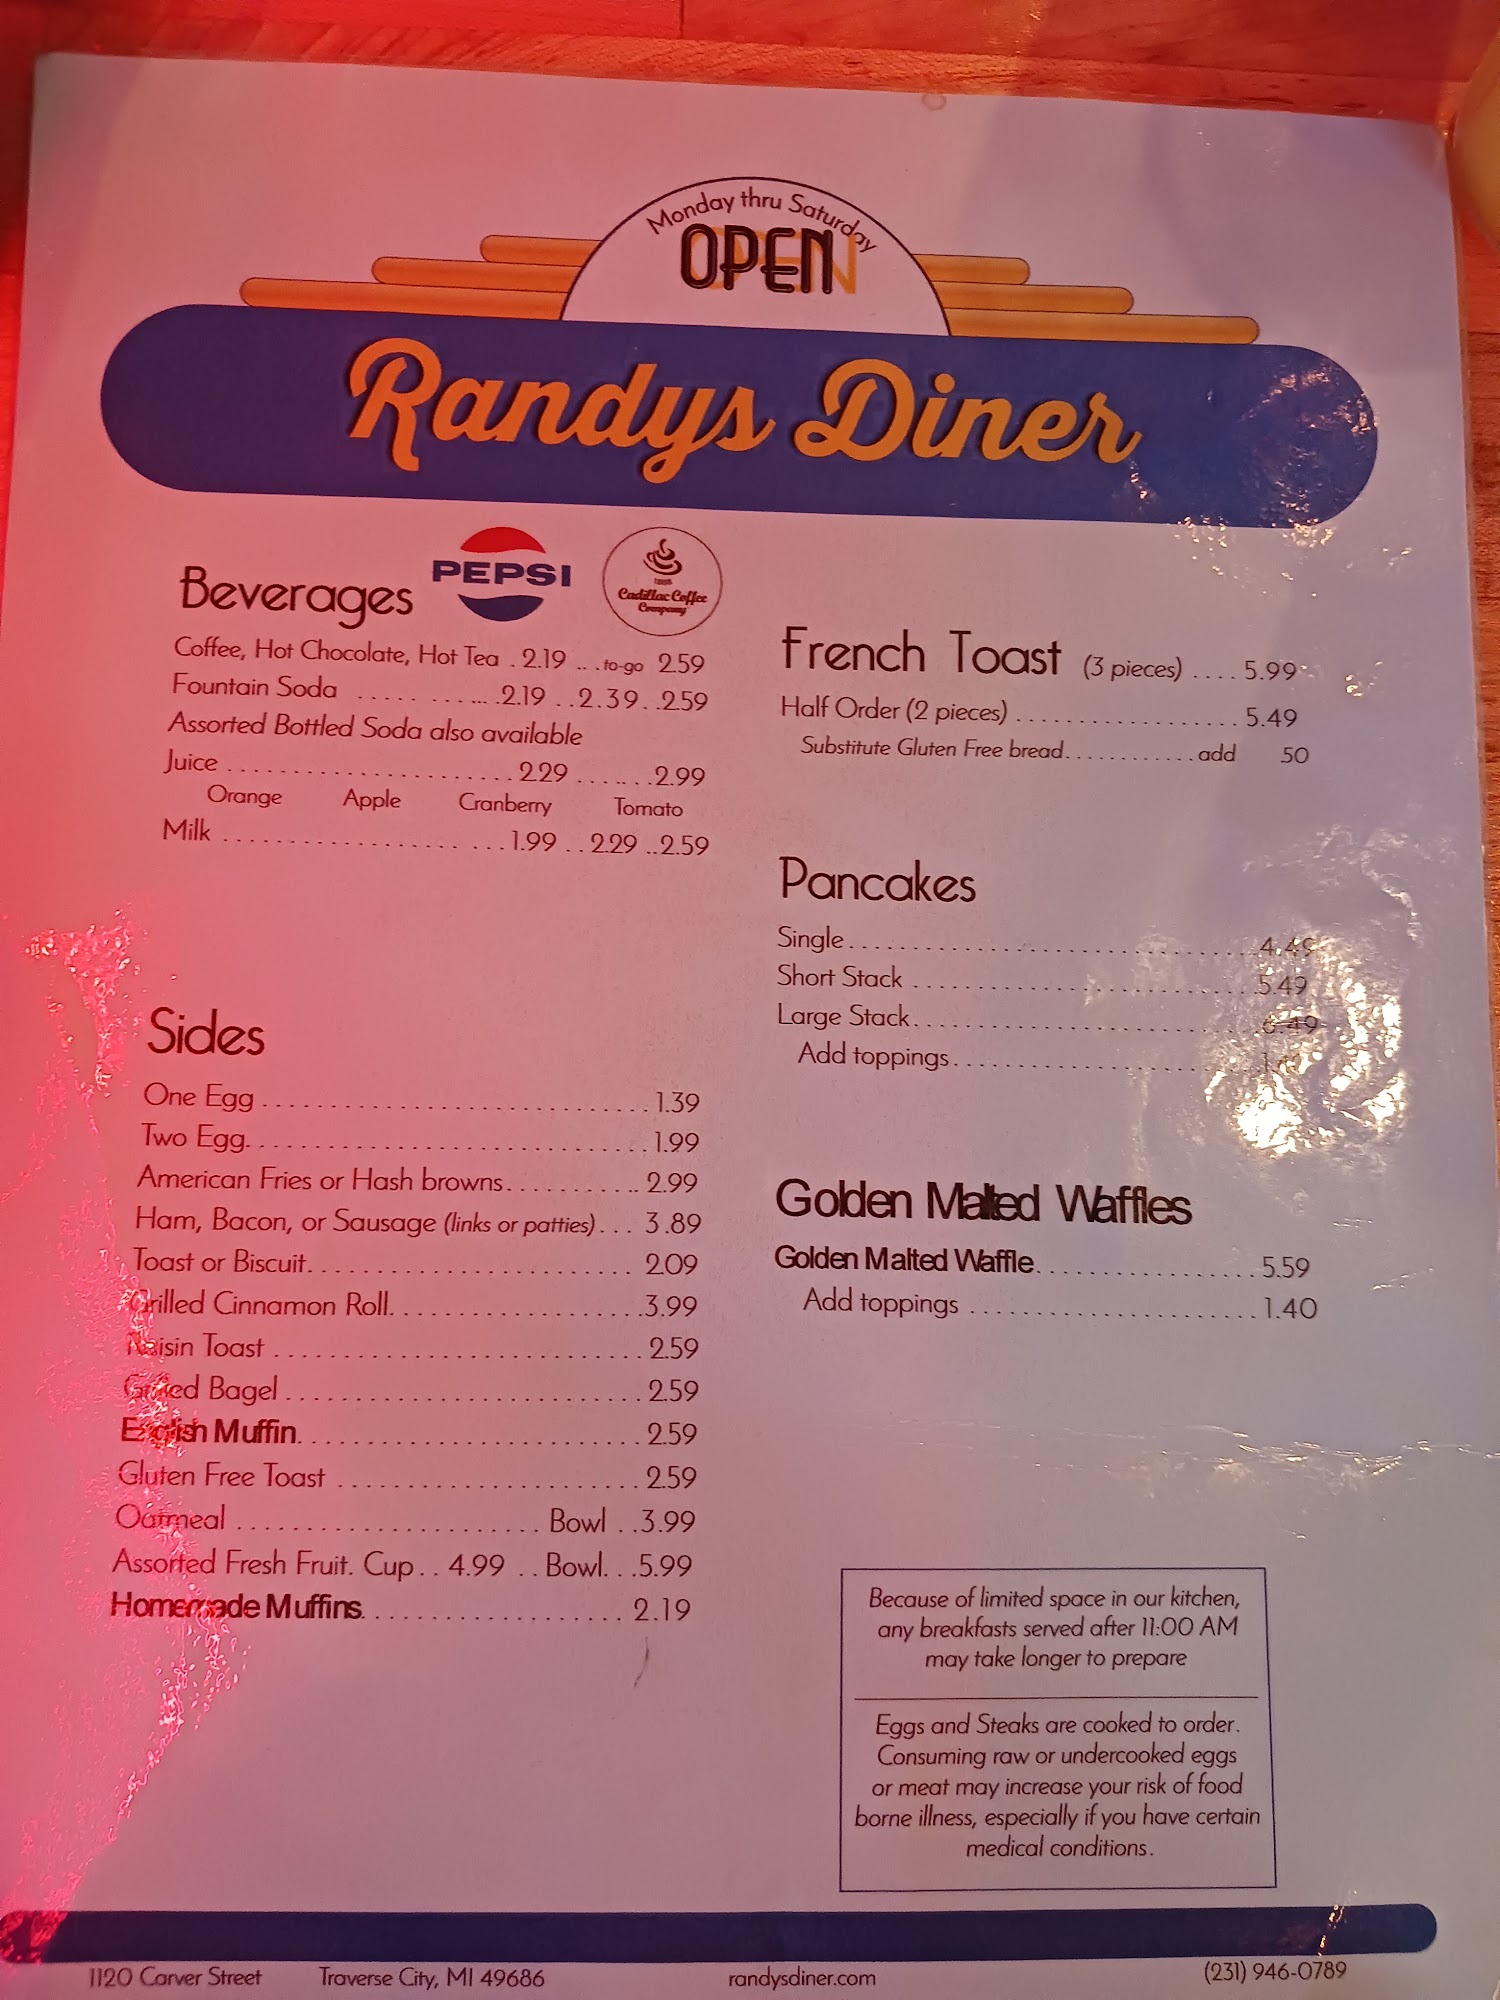 Monday thru Saturday
OPEN
Randys Diner
Beverages
PEPSI
Cadillac Coffee
Company
Coffee, Hot Chocolate, Hot Tea . 2.19 .. . to-go 2.59
Fountain Soda ..... . . . ... . 2.19 . . 2.39 . . 2.59
Assorted Bottled Soda also available
Juice ..................... 2.29 . . . .. . . . 2.99
Orange Apple Cranberry Tomato
Milk .................. . . . 1.99 . . 2.29 .. 2.59
Sides
One Egg ............................ 1.39
Two Egg ............................ 1.99
American Fries or Hash browns .......... 2.99
Ham, Bacon, or Sausage (links or patties) . . . 3.89
Toast or Biscuit ........................ 2.09
Grilled Cinnamon Roll ................... 3.99
Raisin Toast ........................... 2.59
Grilled Bagel .......................... 2.59
English Muffin ......................... 2.59
Gluten Free Toast ...................... 2.59
Oatmeal ...................... Bowl . . 3.99
Assorted Fresh Fruit. Cup . . 4.99 . . Bowl. . . 5.99
Homemade Muffins ................... 2.19
French Toast (3 pieces) .... 5.99
Half Order (2 pieces) .................. 5.49
Substitute Gluten Free bread ............ add 50
Pancakes
Single ................................ 4.49
Short Stack ........................... 5.49
Large Stack ........................... 6.49
Add toppings ........................
Golden Malted Waffles
Golden Malted Waffle ................. 5.59
Add toppings ....................... 1.40
Because of limited space in our kitchen,
any breakfasts served after 11:00 AM
may take longer to prepare
Eggs and Steaks are cooked to order.
Consuming raw or undercooked eggs
or meat may increase your risk of food
borne illness, especially if you have certain
medical conditions.
1120 Carver Street Traverse City, MI 49686 randysdiner.com (231) 946-0789